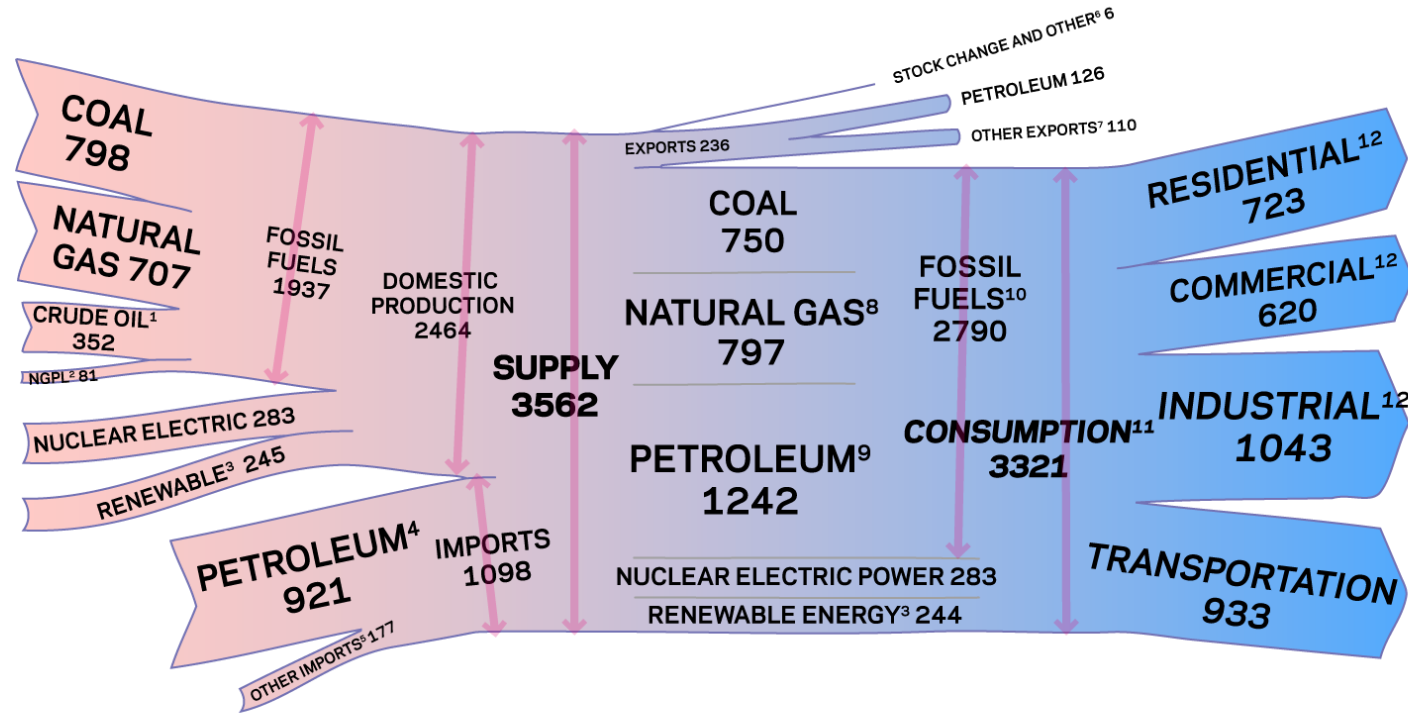 COAL
798
NATURAL
GAS 707
CRUDE OIL¹
352
NGPL² 81
NUCLEAR ELECTRIC 283
RENEWABLE³ 245
PETROLEUM⁴
921
OTHER IMPORTS⁵ 177
FOSSIL
FUELS
1937
DOMESTIC
PRODUCTION
2464
IMPORTS
1098
SUPPLY
3562
STOCK CHANGE AND OTHER⁶ 6
PETROLEUM 126
OTHER EXPORTS⁷ 110
EXPORTS 236
COAL
750
NATURAL GAS⁸
797
PETROLEUM⁹
1242
NUCLEAR ELECTRIC POWER 283
RENEWABLE ENERGY³ 244
FOSSIL
FUELS¹⁰
2790
CONSUMPTION¹¹
3321
RESIDENTIAL¹²
723
COMMERCIAL¹²
620
INDUSTRIAL¹²
1043
TRANSPORTATION
933